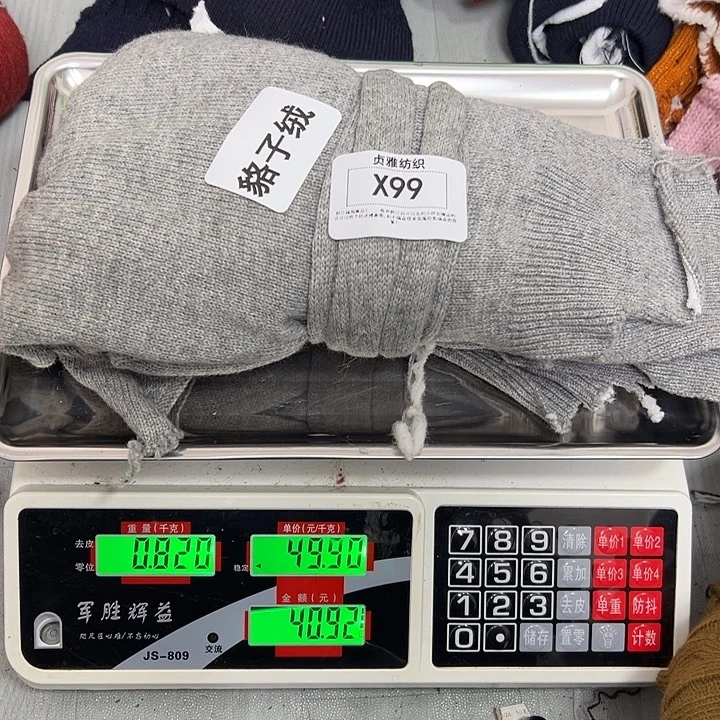 貉子绒
贞雅纺织
X99
重量(千克)
单价(元/千克)
去皮
零位
0.820
稳定
49.90
金额(元)
40.92
军胜辉益
交流
JS-809
7 8 9 清除 单价1 单价2
4 5 6 累加 单价3 单价4
1 2 3 去皮 单重 防抖
0 . 储存 置零 计数